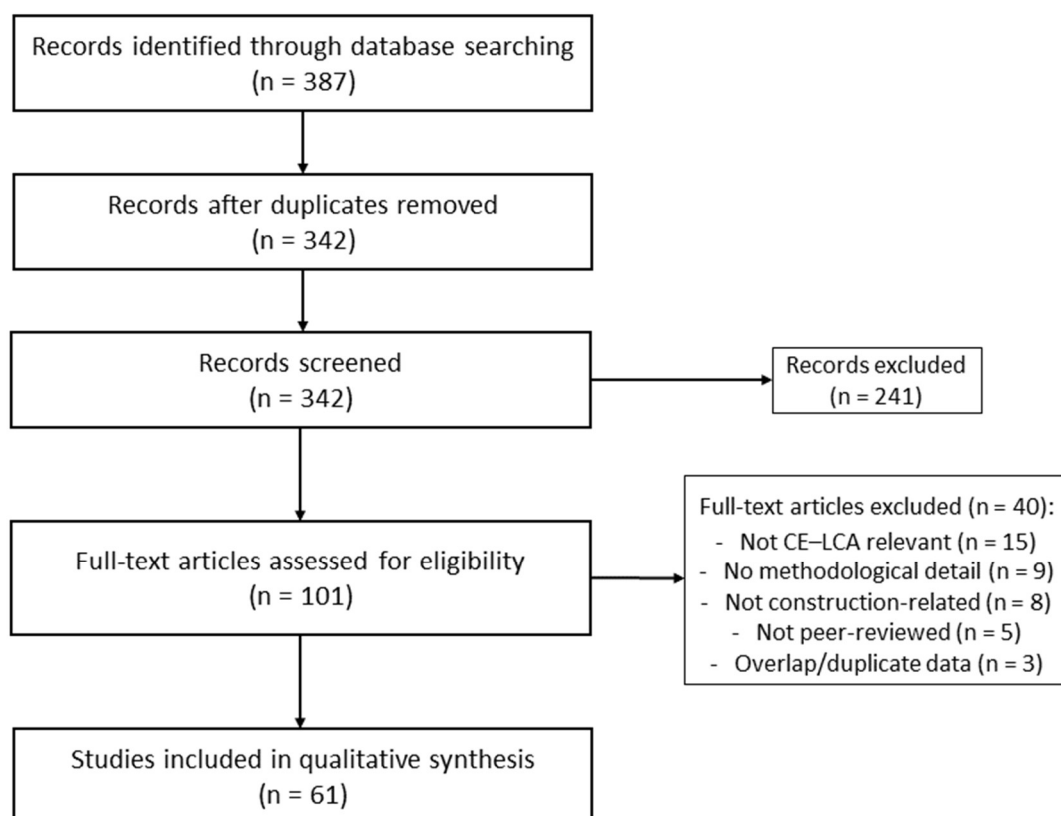 Records identified through database searching
(n = 387)
Records after duplicates removed
(n = 342)
Records screened
(n = 342)
Records excluded
(n = 241)
Full-text articles assessed for eligibility
(n = 101)
Full-text articles excluded (n = 40):
- Not CE–LCA relevant (n = 15)
- No methodological detail (n = 9)
- Not construction-related (n = 8)
- Not peer-reviewed (n = 5)
- Overlap/duplicate data (n = 3)
Studies included in qualitative synthesis
(n = 61)